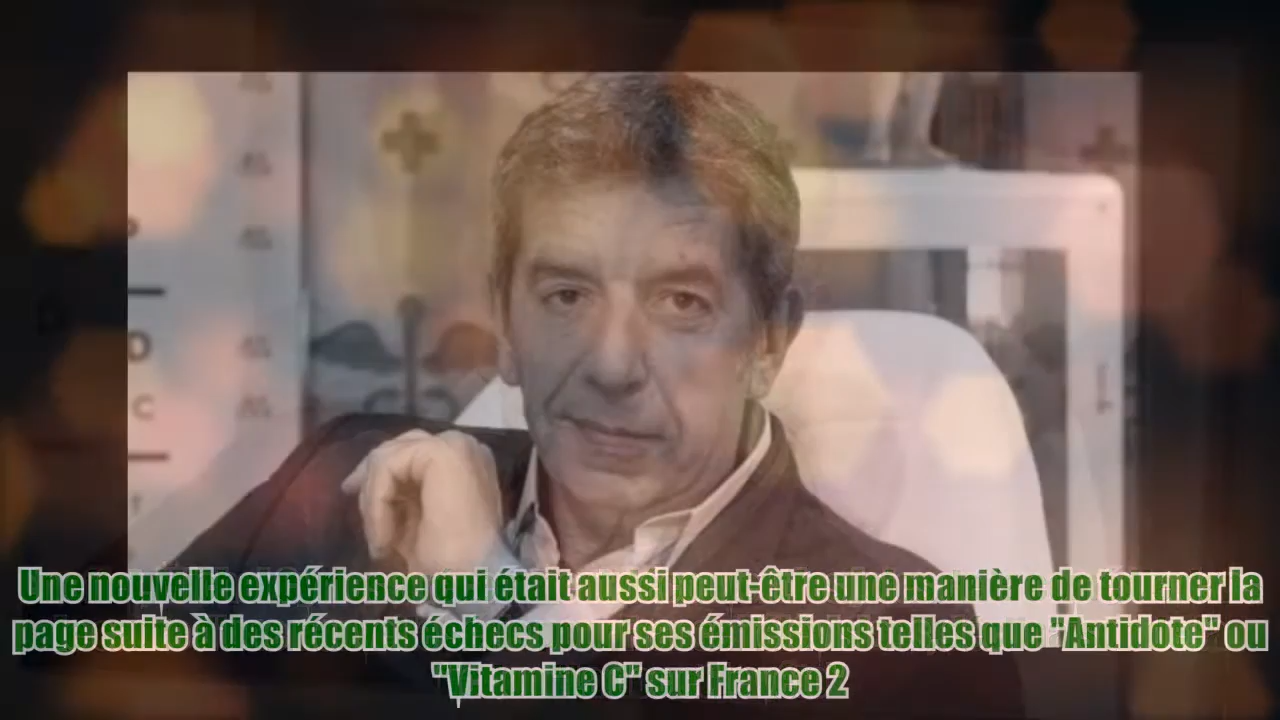 Une nouvelle expérience qui était aussi peut-être une manière de tourner la
page suite à des récents échecs pour ses émissions telles que "Antidote" ou
"Vitamine C" sur France 2